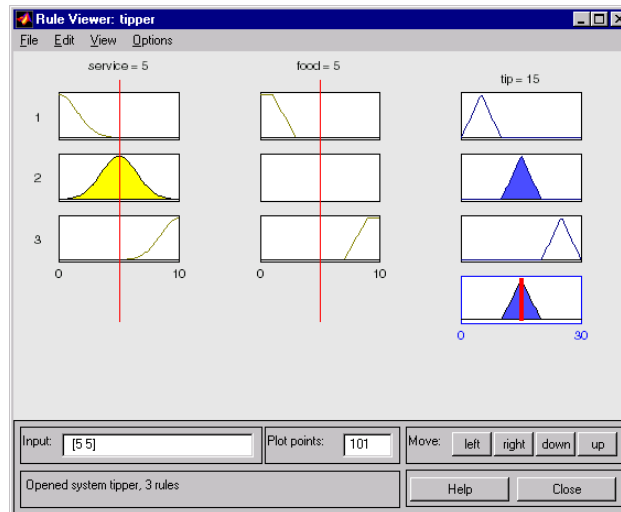 Rule Viewer: tipper
File Edit View Options
service = 5
food = 5
tip = 15
1
2
3
0 10
0 10
0 30
Input: [5 5]
Plot points: 101
Move: left right down up
Opened system tipper, 3 rules
Help Close